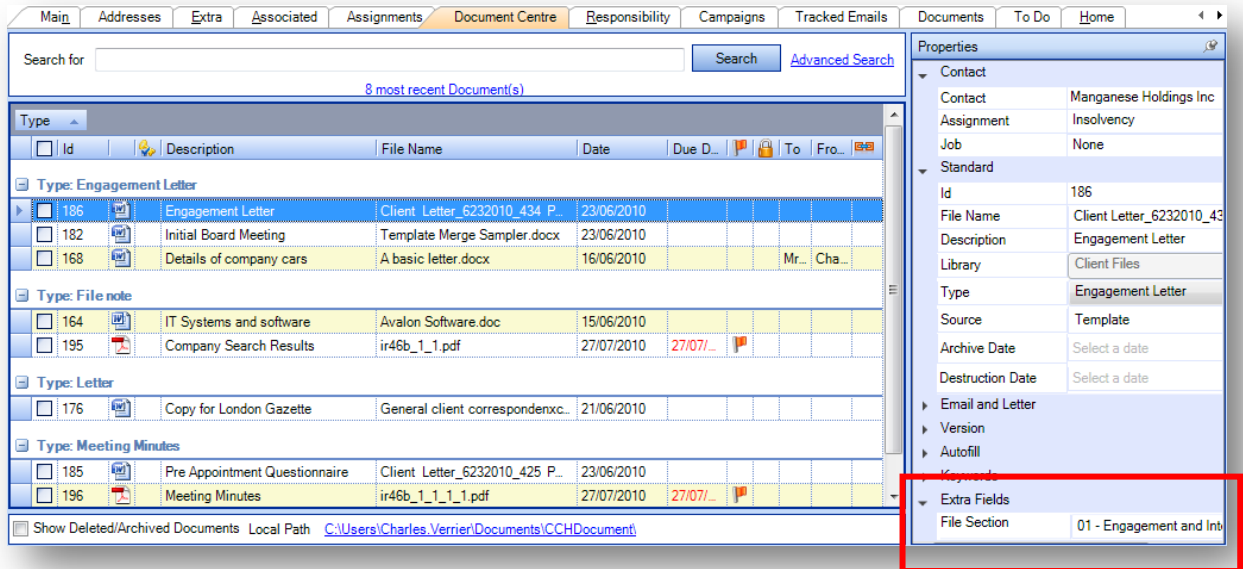 Main Addresses Extra Associated Assignments Document Centre Responsibility Campaigns Tracked Emails Documents To Do Home
Search for Search Advanced Search
8 most recent Document(s)
Type
Id Description File Name Date Due D... To Fro...
Type: Engagement Letter
186 Engagement Letter Client Letter_6232010_434 P... 23/06/2010
182 Initial Board Meeting Template Merge Sampler.docx 23/06/2010
168 Details of company cars A basic letter.docx 16/06/2010 Mr... Cha...
Type: File note
164 IT Systems and software Avalon Software.doc 15/06/2010
195 Company Search Results ir46b_1_1.pdf 27/07/2010 27/07/...
Type: Letter
176 Copy for London Gazette General client correspondenxc... 21/06/2010
Type: Meeting Minutes
185 Pre Appointment Questionnaire Client Letter_6232010_425 P... 23/06/2010
196 Meeting Minutes ir46b_1_1_1_1.pdf 27/07/2010 27/07/...
Show Deleted/Archived Documents Local Path C:\Users\Charles.Verrier\Documents\CCHDocument\
Properties
Contact
Contact Manganese Holdings Inc
Assignment Insolvency
Job None
Standard
Id 186
File Name Client Letter_6232010_43
Description Engagement Letter
Library Client Files
Type Engagement Letter
Source Template
Archive Date Select a date
Destruction Date Select a date
Email and Letter
Version
Autofill
Keywords
Extra Fields
File Section 01 - Engagement and Int